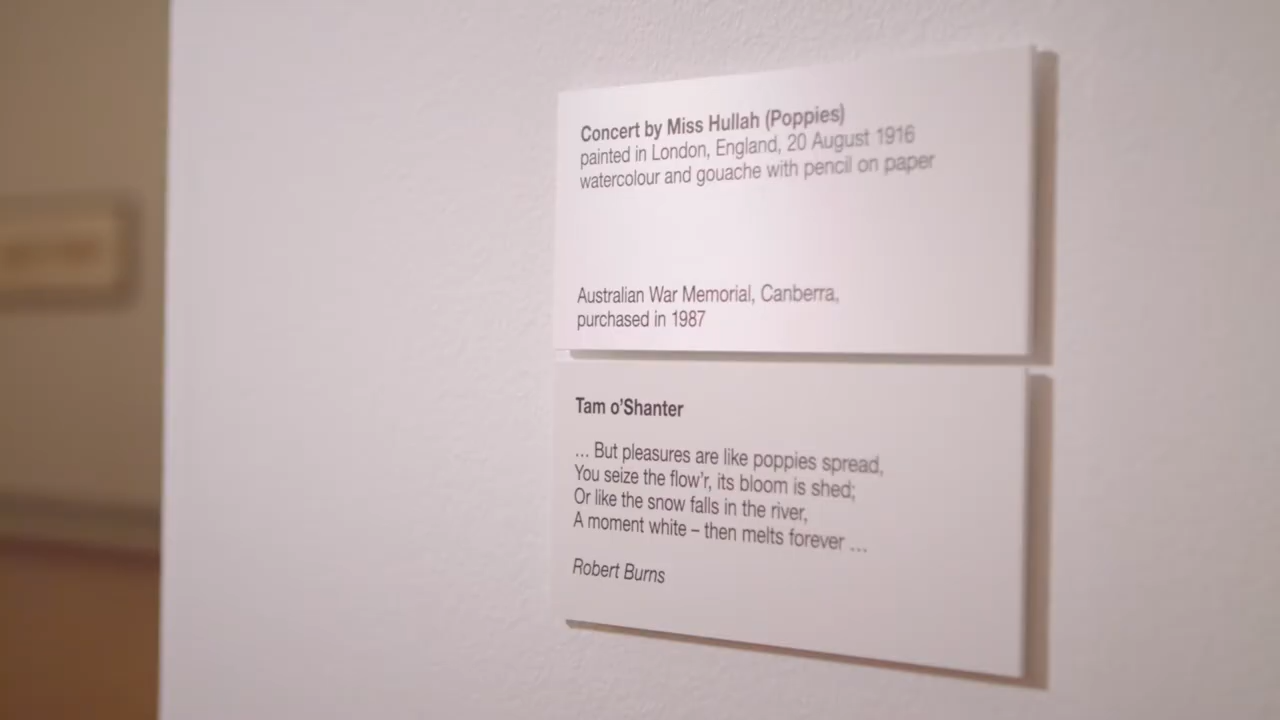 Concert by Miss Hullah (Poppies)
painted in London, England, 20 August 1916
watercolour and gouache with pencil on paper
Australian War Memorial, Canberra,
purchased in 1987
Tam o’Shanter
... But pleasures are like poppies spread,
You seize the flow’r, its bloom is shed;
Or like the snow falls in the river,
A moment white – then melts forever ...
Robert Burns